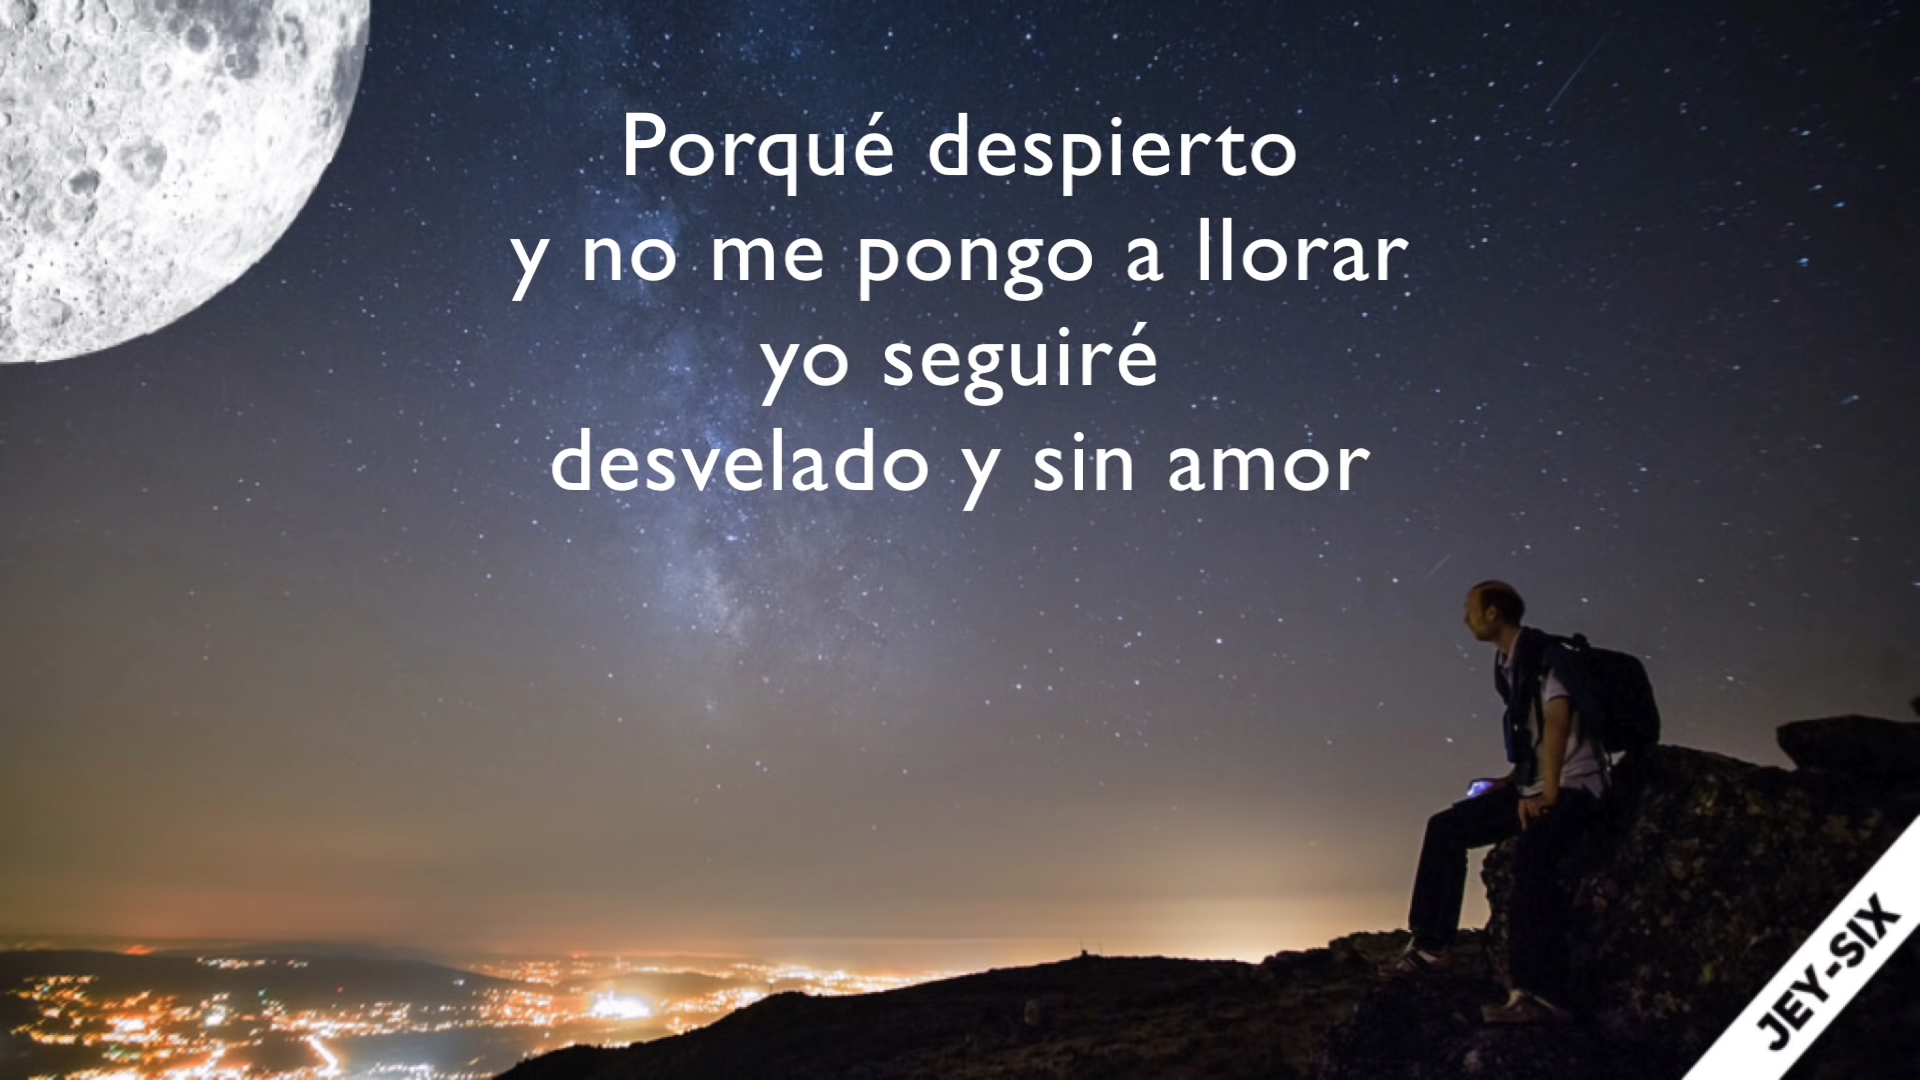 Porqué despierto
y no me pongo a llorar
yo seguiré
desvelado y sin amor
JEY-SIX